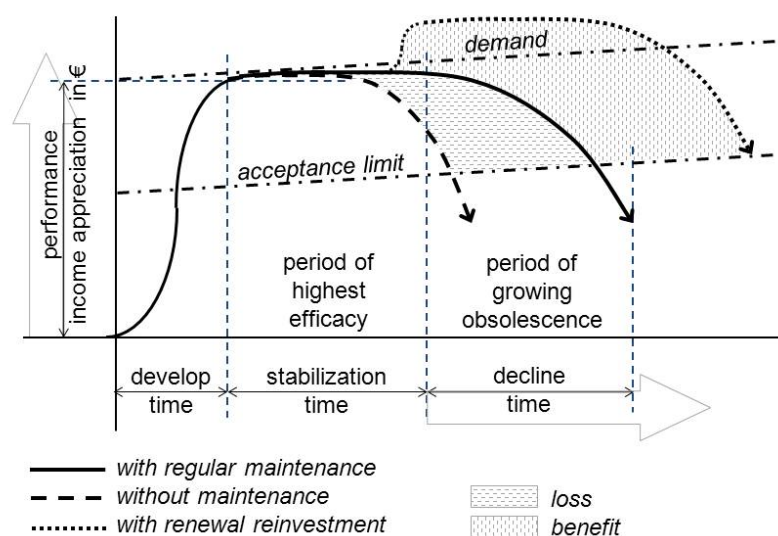 performance
income appreciation in €
demand
acceptance limit
period of
highest
efficacy
period of
growing
obsolescence
develop
time
stabilization
time
decline
time
with regular maintenance
without maintenance
with renewal reinvestment
loss
benefit